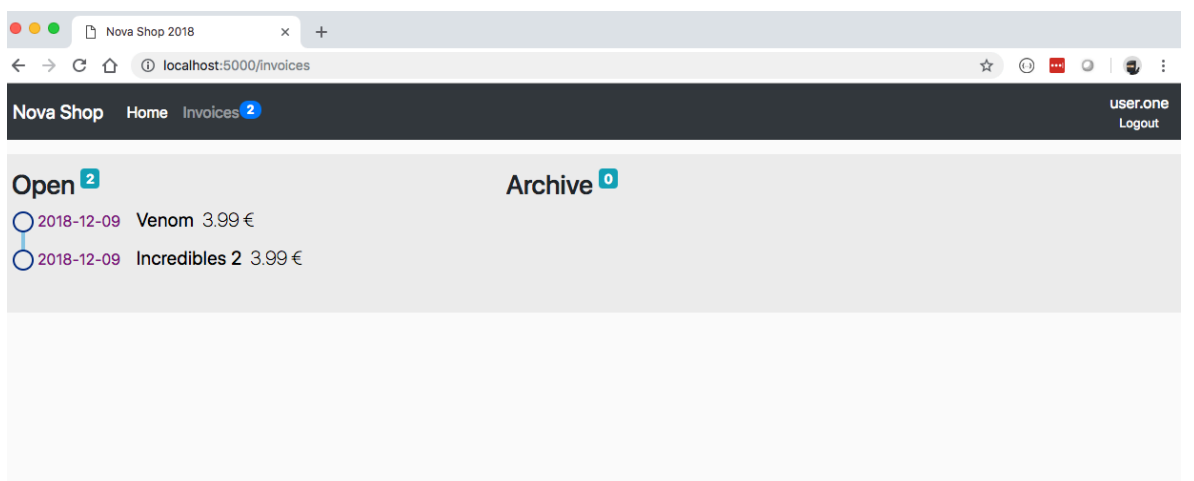 Nova Shop 2018
localhost:5000/invoices
Nova Shop Home Invoices 2 user.one
Logout
Open 2 Archive 0
2018-12-09 Venom 3.99 €
2018-12-09 Incredibles 2 3.99 €